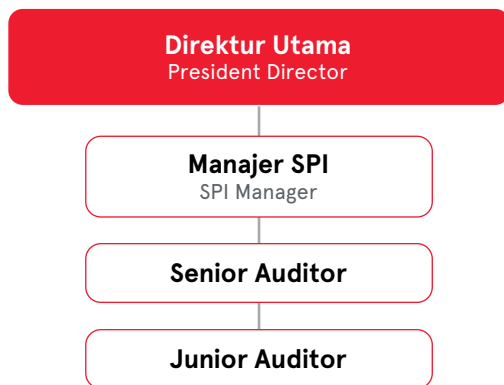 Direktur Utama
President Director
Manajer SPI
SPI Manager
Senior Auditor
Junior Auditor